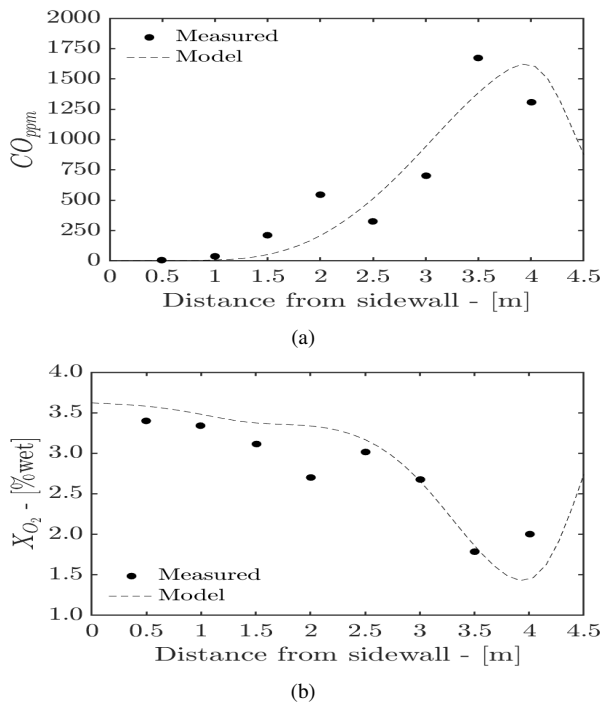 2000
1750
1500
1250
1000
750
500
250
0
CO_ppm
Measured
Model
0 0.5 1 1.5 2 2.5 3 3.5 4 4.5
Distance from sidewall - [m]
(a)
4.0
3.5
3.0
2.5
2.0
1.5
1.0
X_O2 - [%wet]
Measured
Model
0 0.5 1 1.5 2 2.5 3 3.5 4 4.5
Distance from sidewall - [m]
(b)